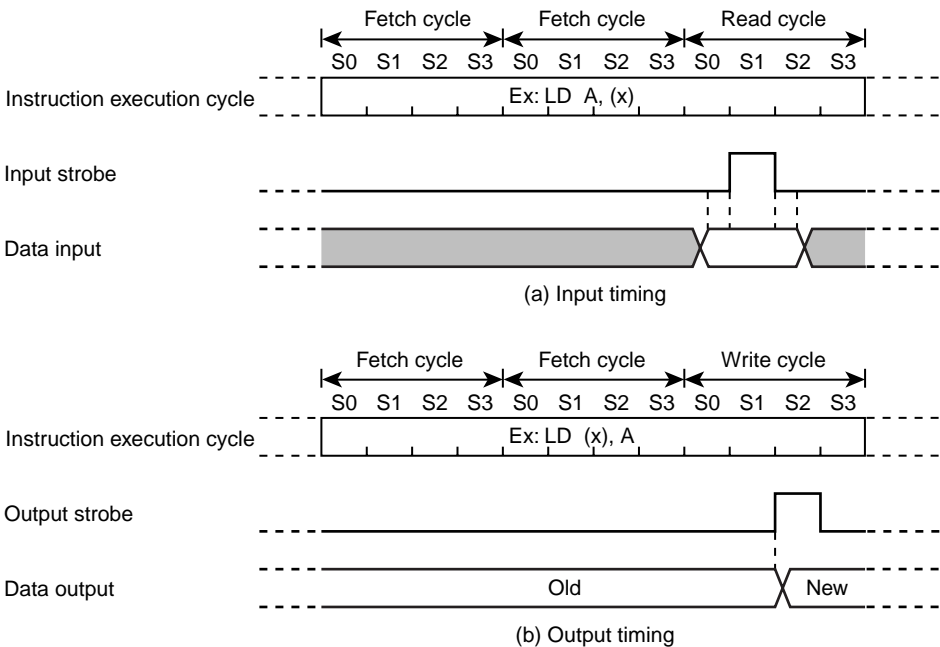 Fetch cycle Fetch cycle Read cycle
S0 S1 S2 S3 S0 S1 S2 S3 S0 S1 S2 S3
Instruction execution cycle Ex: LD A, (x)
Input strobe
Data input
(a) Input timing
Fetch cycle Fetch cycle Write cycle
S0 S1 S2 S3 S0 S1 S2 S3 S0 S1 S2 S3
Instruction execution cycle Ex: LD (x), A
Output strobe
Data output Old New
(b) Output timing